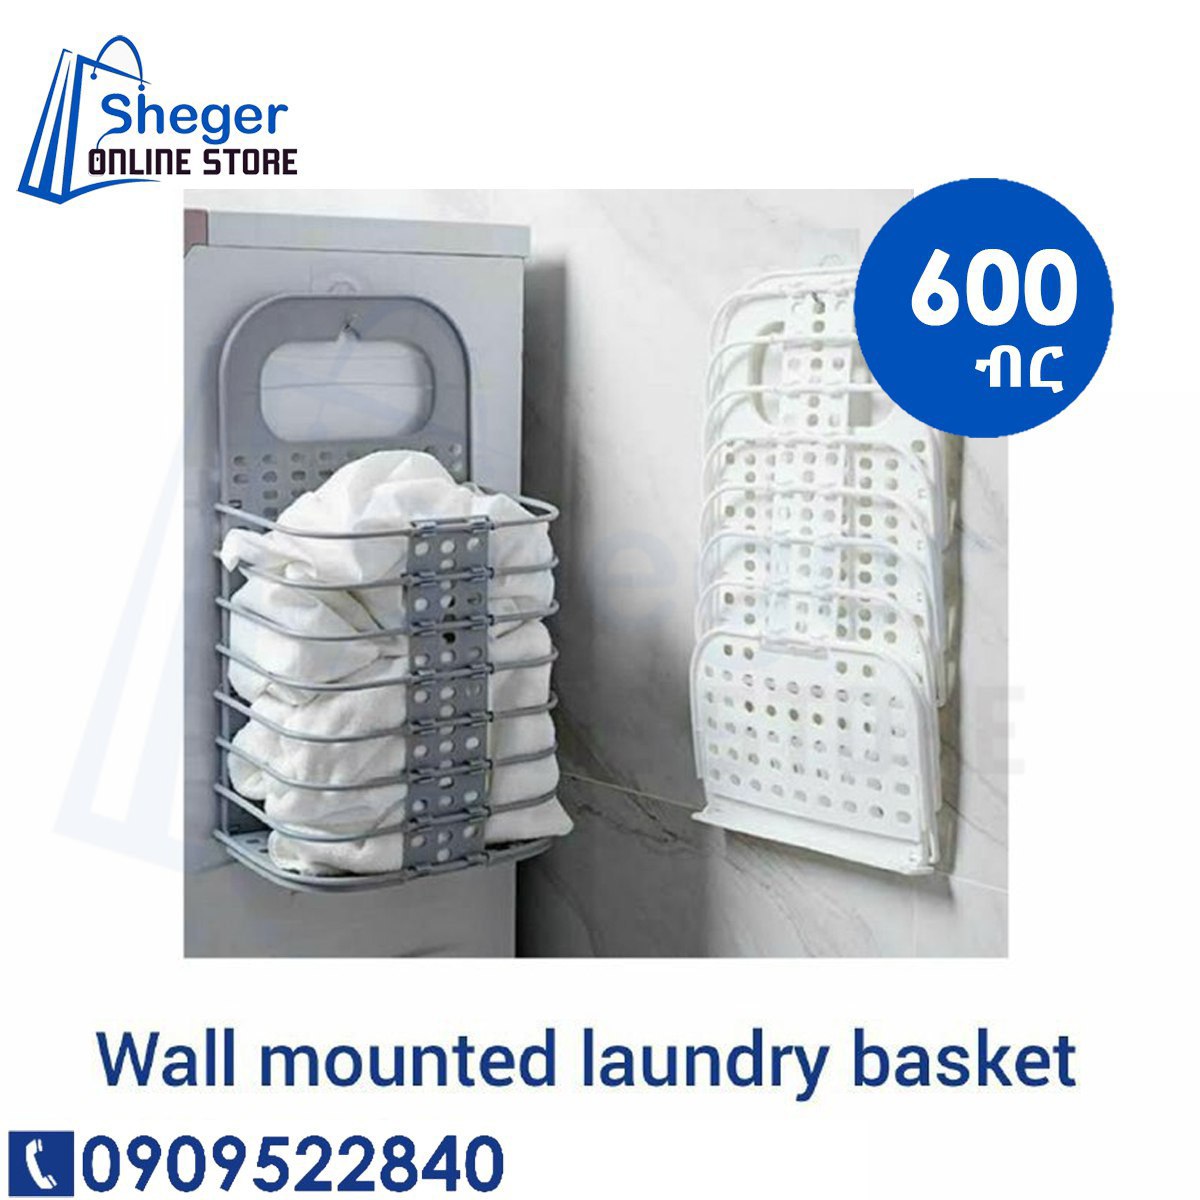 Sheger
ONLINE STORE
600
ብር
Wall mounted laundry basket
0909522840